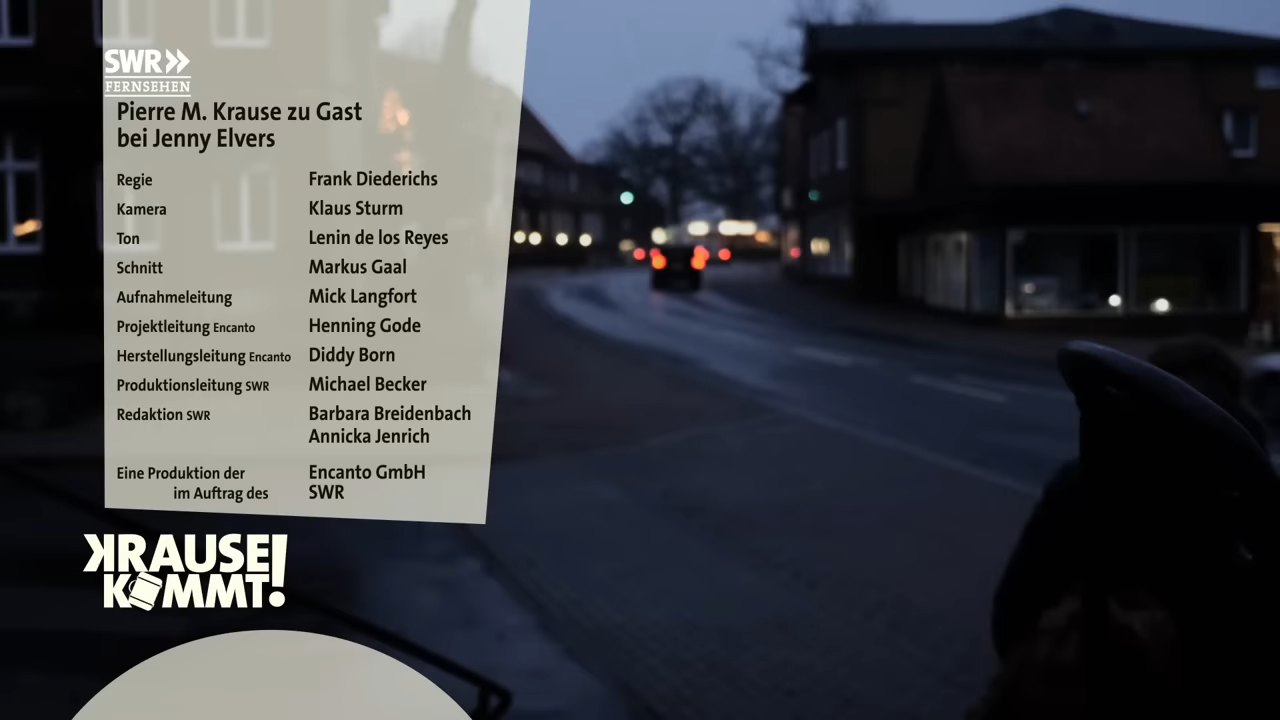 SWR
FERNSEHEN
Pierre M. Krause zu Gast
bei Jenny Elvers
Regie Frank Diederichs
Kamera Klaus Sturm
Ton Lenin de los Reyes
Schnitt Markus Gaal
Aufnahmeleitung Mick Langfort
Projektleitung Encanto Henning Gode
Herstellungsleitung Encanto Diddy Born
Produktionsleitung SWR Michael Becker
Redaktion SWR Barbara Breidenbach
Annicka Jenrich
Eine Produktion der Encanto GmbH
im Auftrag des SWR
KRAUSE
KOMMT!